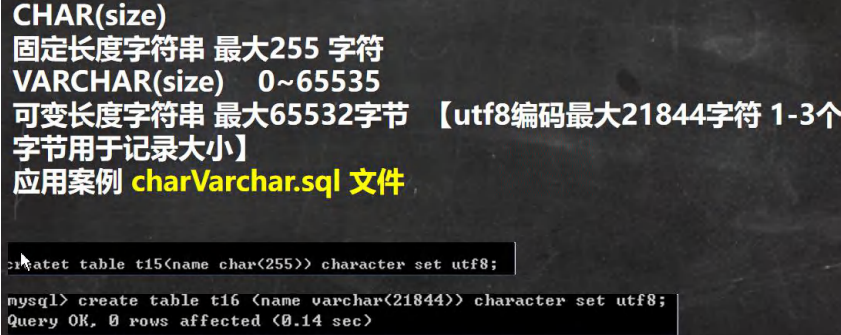 CHAR(size)
固定长度字符串 最大255 字符
VARCHAR(size) 0~65535
可变长度字符串 最大65532字节 【utf8编码最大21844字符 1-3个
字节用于记录大小】
应用案例 charVarchar.sql 文件
createt table t15(name char(255)) character set utf8;
mysql> create table t16 (name varchar(21844)) character set utf8;
Query OK, 0 rows affected (0.14 sec)